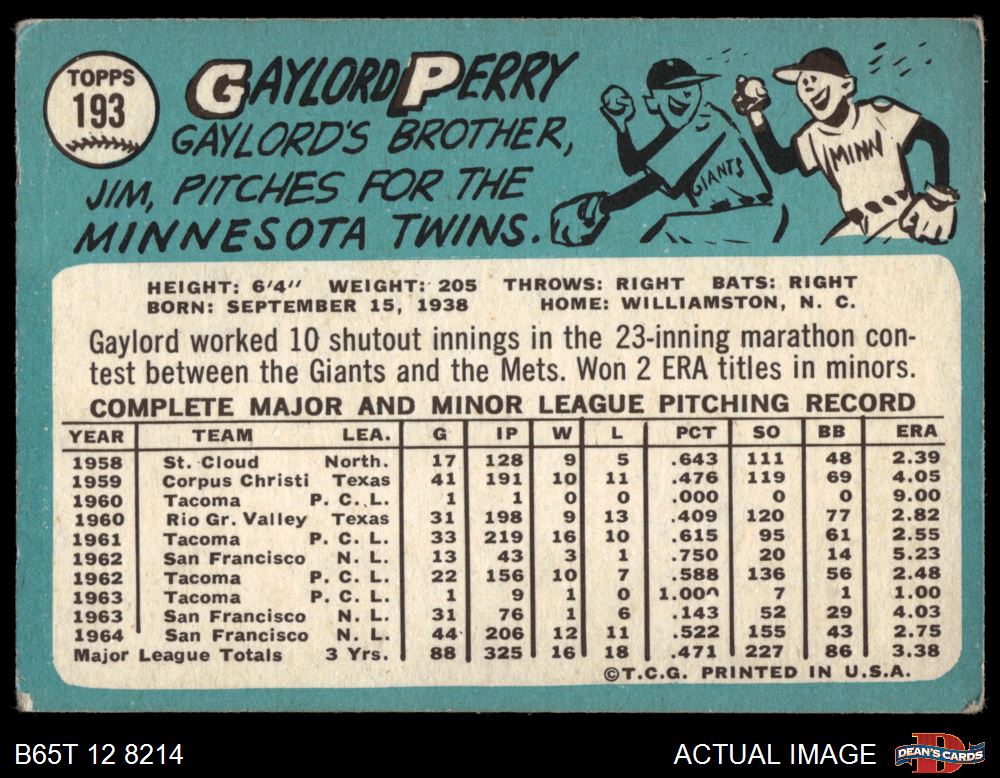 TOPPS
193
GAYLORD PERRY
GAYLORD'S BROTHER,
JIM, PITCHES FOR THE
MINNESOTA TWINS.
GIANTS
MINN
HEIGHT: 6'4" WEIGHT: 205 THROWS: RIGHT BATS: RIGHT
BORN: SEPTEMBER 15, 1938 HOME: WILLIAMSTON, N. C.
Gaylord worked 10 shutout innings in the 23-inning marathon con-
test between the Giants and the Mets. Won 2 ERA titles in minors.
COMPLETE MAJOR AND MINOR LEAGUE PITCHING RECORD
YEAR TEAM LEA. G IP W L PCT SO BB ERA
1958 St. Cloud North. 17 128 9 5 .643 111 48 2.39
1959 Corpus Christi Texas 41 191 10 11 .476 119 69 4.05
1960 Tacoma P. C. L. 1 1 0 0 .000 0 0 9.00
1960 Rio Gr. Valley Texas 31 198 9 13 .409 120 77 2.82
1961 Tacoma P. C. L. 33 219 16 10 .615 95 61 2.55
1962 San Francisco N. L. 13 43 3 1 .750 20 14 5.23
1962 Tacoma P. C. L. 22 156 10 7 .588 136 56 2.48
1963 Tacoma P. C. L. 1 9 1 0 1.000 7 1 1.00
1963 San Francisco N. L. 31 76 1 6 .143 52 29 4.03
1964 San Francisco N. L. 44 206 12 11 .522 155 43 2.75
Major League Totals 3 Yrs. 88 325 16 18 .471 227 86 3.38
©T.C.G. PRINTED IN U.S.A.
B65T 12 8214
ACTUAL IMAGE
DEAN'S CARDS